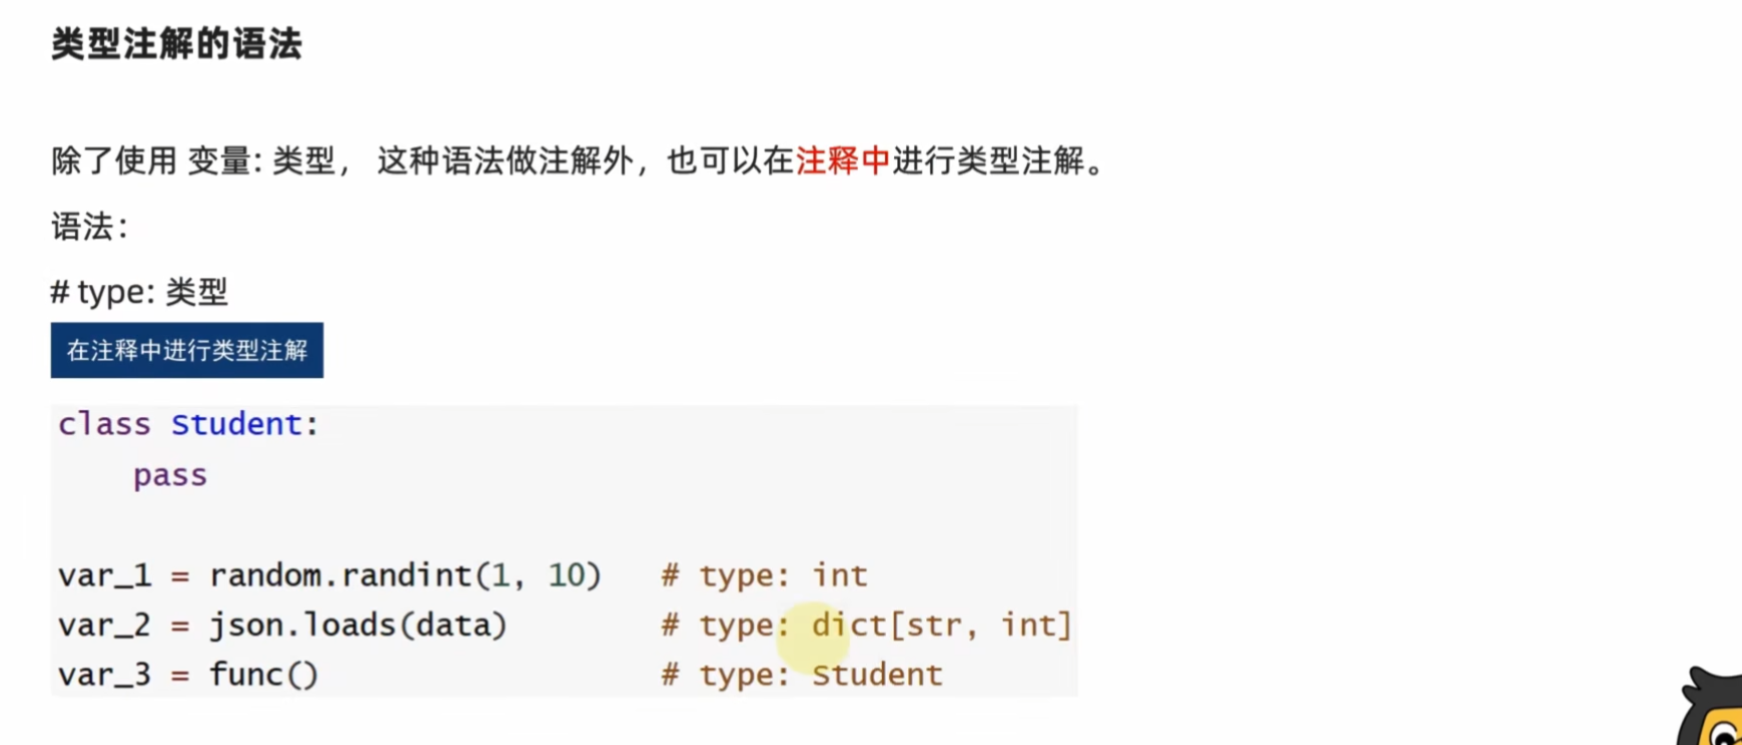 类型注解的语法
除了使用 变量: 类型， 这种语法做注解外，也可以在注释中进行类型注解。
语法：
# type: 类型
在注释中进行类型注解
class Student:
    pass
var_1 = random.randint(1, 10)   # type: int
var_2 = json.loads(data)        # type: dict[str, int]
var_3 = func()                  # type: Student